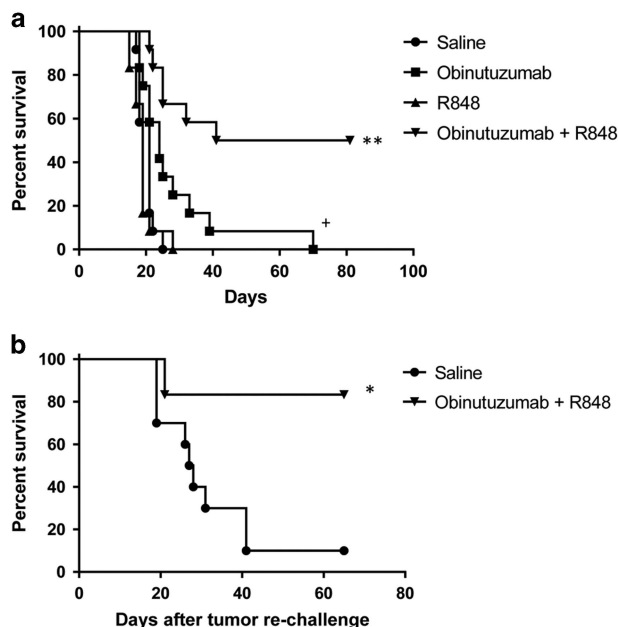 a
Percent survival
100
80
60
40
20
0
0 20 40 60 80 100
Days
**
+
Saline
Obinutuzumab
R848
Obinutuzumab + R848
b
Percent survival
100
80
60
40
20
0
0 20 40 60 80
Days after tumor re-challenge
*
Saline
Obinutuzumab + R848